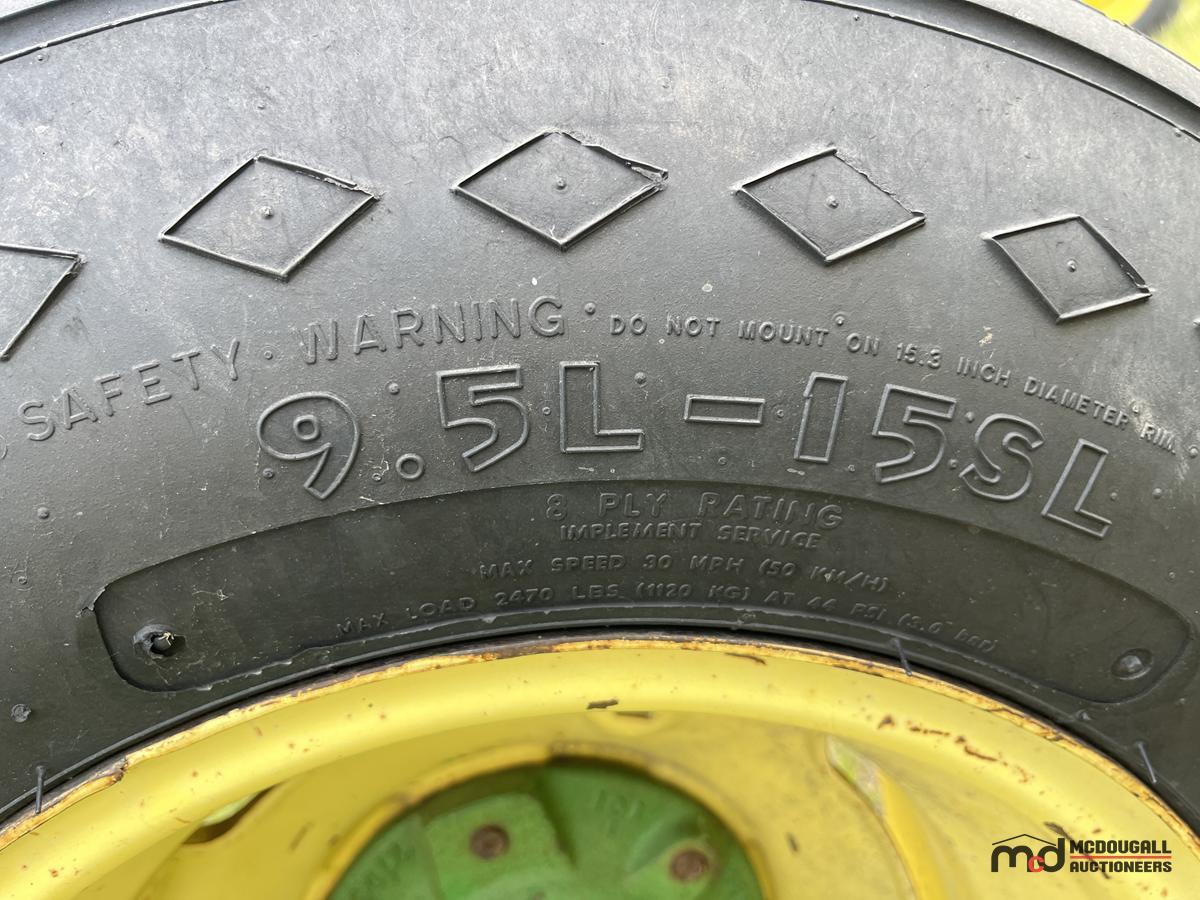 SAFETY WARNING DO NOT MOUNT ON 15.3 INCH DIAMETER RIM
9.5L-15SL
8 PLY RATING
IMPLEMENT SERVICE
MAX SPEED 30 MPH (50 KM/H)
MAX LOAD 2470 LBS (1120 KG) AT 44 PSI (3.0 bar)
mcd MCDOUGALL
AUCTIONEERS